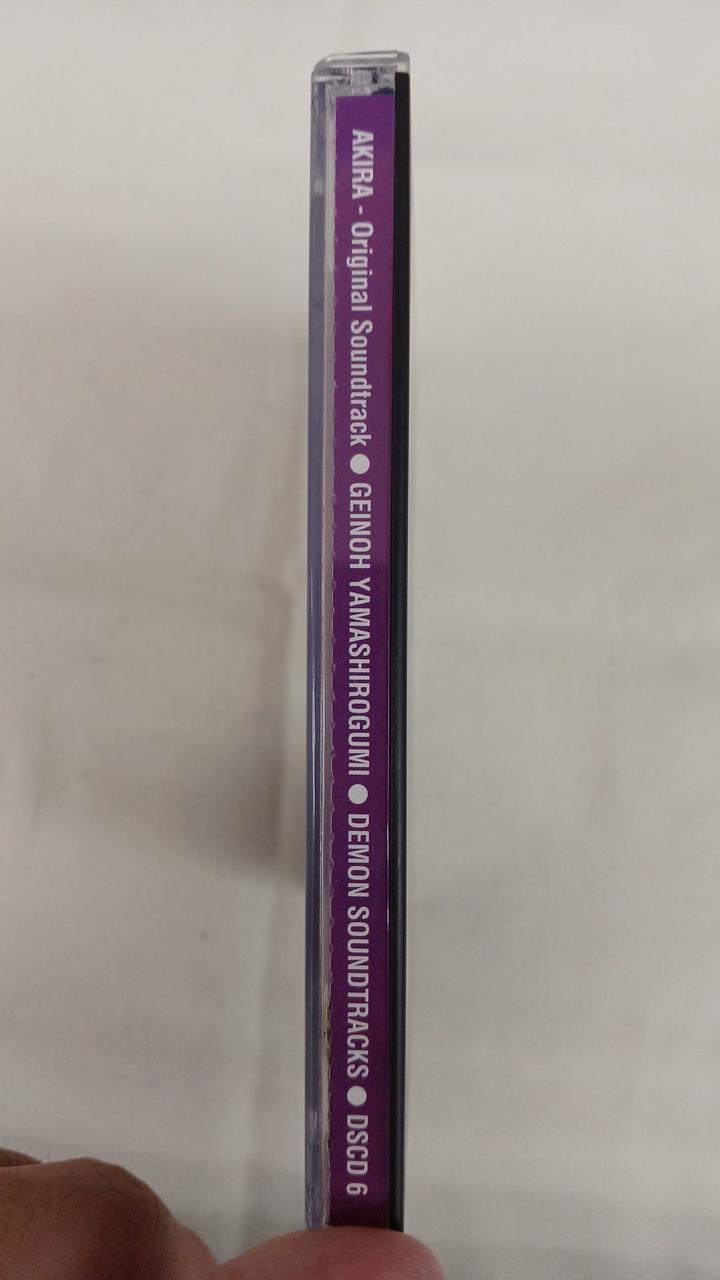 AKIRA - Original Soundtrack ● GEINOH YAMASHIROGUMI ● DEMON SOUNDTRACKS ● DSCD 6